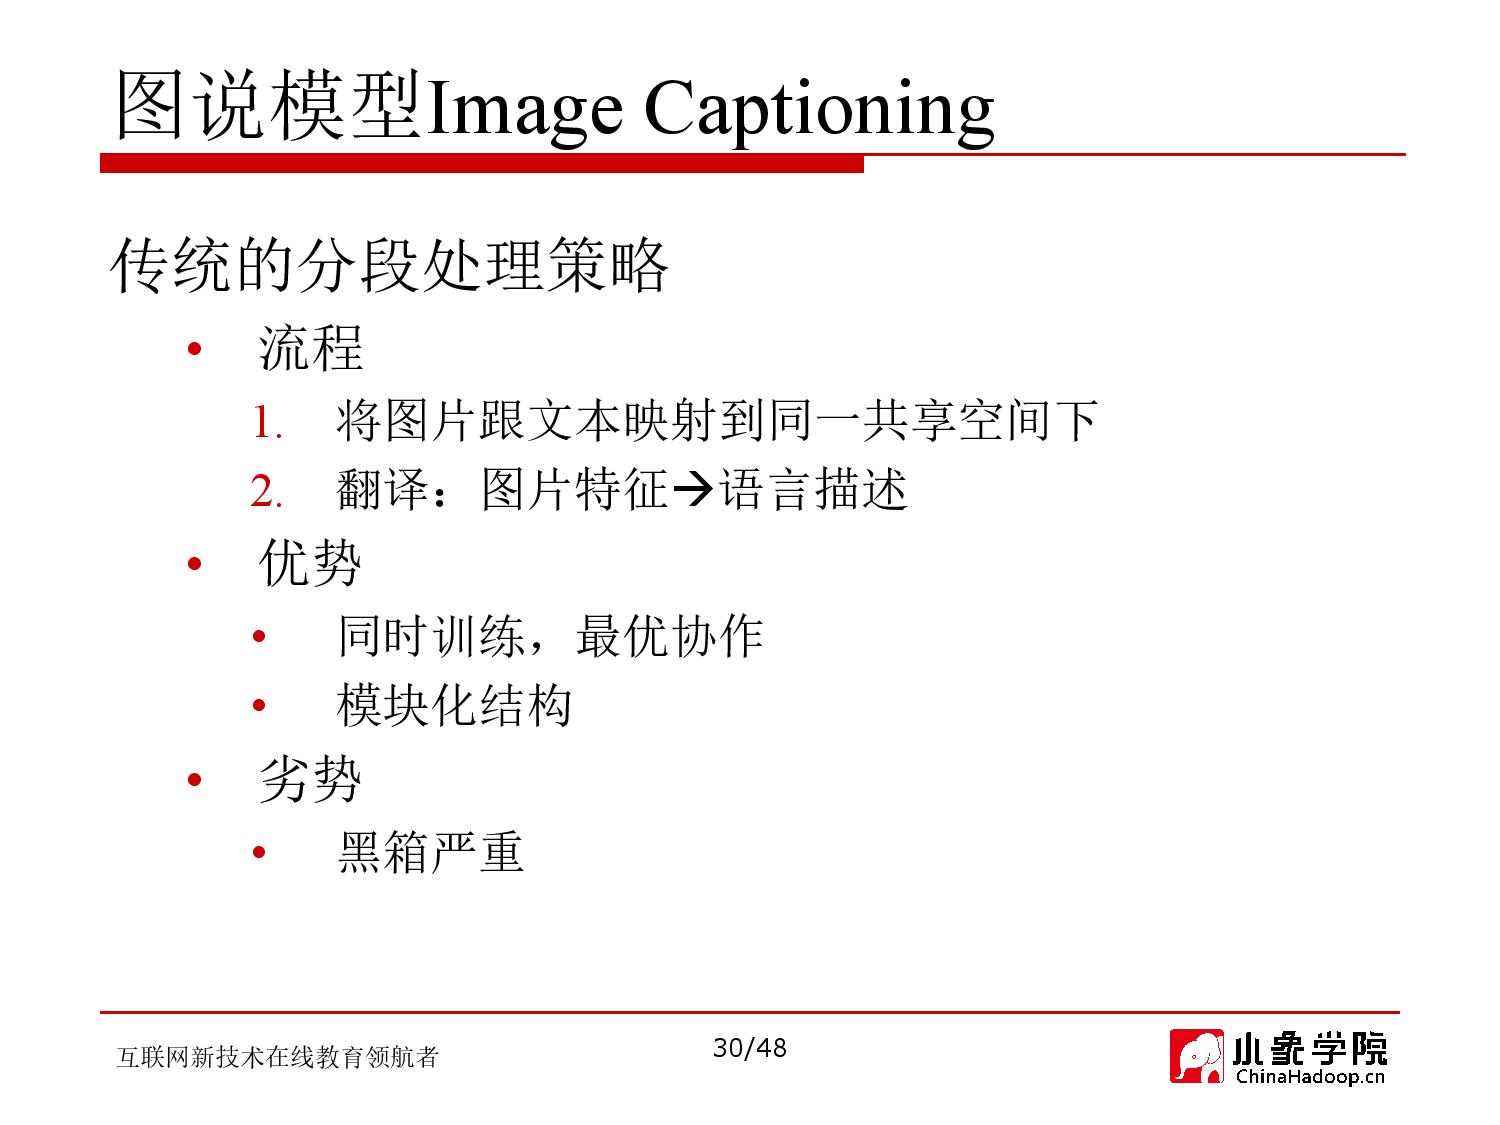 图说模型Image Captioning
传统的分段处理策略
• 流程
1. 将图片跟文本映射到同一共享空间下
2. 翻译：图片特征→语言描述
• 优势
• 同时训练，最优协作
• 模块化结构
• 劣势
• 黑箱严重
互联网新技术在线教育领航者
30/48
小象学院
ChinaHadoop.cn